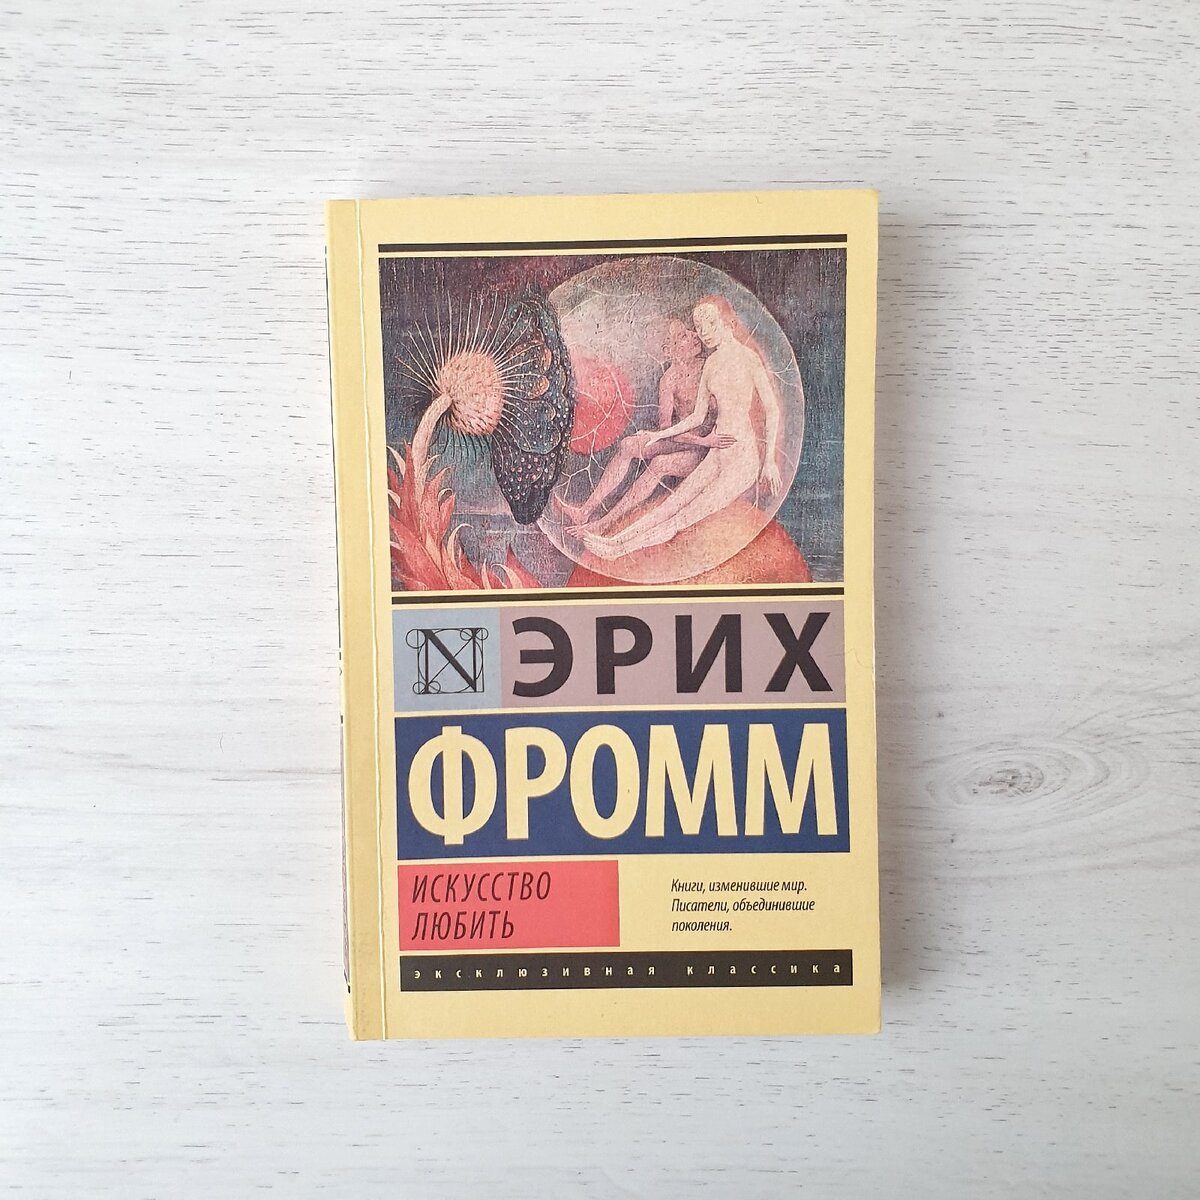 N
ЭРИХ
ФРОММ
ИСКУССТВО
ЛЮБИТЬ
Книги, изменившие мир.
Писатели, объединившие
поколения.
эксклюзивная классика